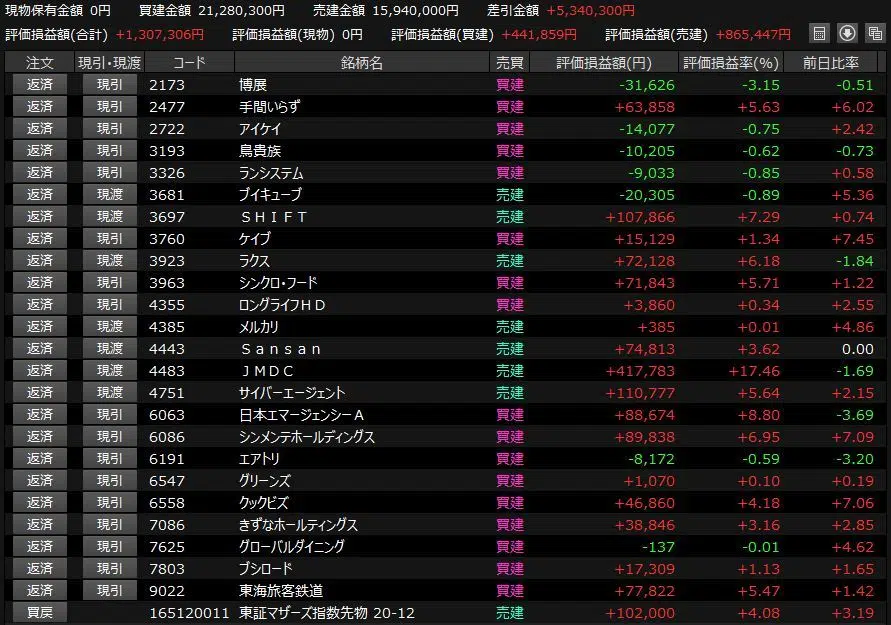 現物保有金額 0円 買建金額 21,280,300円 売建金額 15,940,000円 差引金額 +5,340,300円
評価損益額(合計) +1,307,306円 評価損益額(現物) 0円 評価損益額(買建) +441,859円 評価損益額(売建) +865,447円
注文 現引・現渡 コード 銘柄名 売買 評価損益額(円) 評価損益率(%) 前日比率
返済 現引 2173 博展 買建 -31,626 -3.15 -0.51
返済 現引 2477 手間いらず 買建 +63,858 +5.63 +6.02
返済 現引 2722 アイケイ 買建 -14,077 -0.75 +2.42
返済 現引 3193 鳥貴族 買建 -10,205 -0.62 -0.73
返済 現引 3326 ランシステム 買建 -9,033 -0.85 +0.58
返済 現渡 3681 ブイキューブ 売建 -20,305 -0.89 +5.36
返済 現渡 3697 ＳＨＩＦＴ 売建 +107,866 +7.29 +0.74
返済 現引 3760 ケイブ 買建 +15,129 +1.34 +7.45
返済 現渡 3923 ラクス 売建 +72,128 +6.18 -1.84
返済 現引 3963 シンクロ・フード 買建 +71,843 +5.71 +1.22
返済 現引 4355 ロングライフＨＤ 買建 +3,860 +0.34 +2.55
返済 現渡 4385 メルカリ 売建 +385 +0.01 +4.86
返済 現渡 4443 Ｓａｎｓａｎ 売建 +74,813 +3.62 0.00
返済 現渡 4483 ＪＭＤＣ 売建 +417,783 +17.46 -1.69
返済 現渡 4751 サイバーエージェント 売建 +110,777 +5.64 +2.15
返済 現引 6063 日本エマージェンシーＡ 買建 +88,674 +8.80 -3.69
返済 現引 6086 シンメンテホールディングス 買建 +89,838 +6.95 +7.09
返済 現引 6191 エアトリ 買建 -8,172 -0.59 -3.20
返済 現引 6547 グリーンズ 買建 +1,070 +0.10 +0.19
返済 現引 6558 クックビズ 買建 +46,860 +4.18 +7.06
返済 現引 7086 きずなホールディングス 買建 +38,846 +3.16 +2.85
返済 現引 7625 グローバルダイニング 買建 -137 -0.01 +4.62
返済 現引 7803 ブシロード 買建 +17,309 +1.13 +1.65
返済 現引 9022 東海旅客鉄道 買建 +77,822 +5.47 +1.42
買戻 165120011 東証マザーズ指数先物 20-12 売建 +102,000 +4.08 +3.19